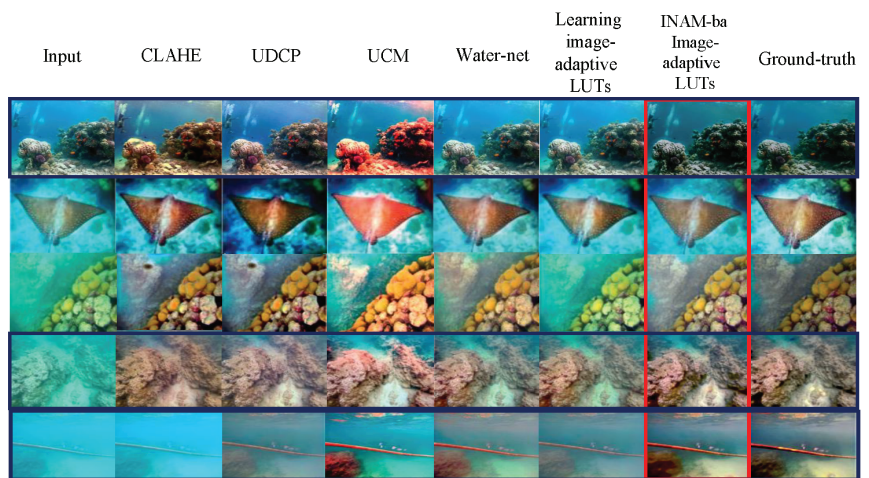 Input
CLAHE
UDCP
UCM
Water-net
Learning
image-
adaptive
LUTs
INAM-ba
Image-
adaptive
LUTs
Ground-truth